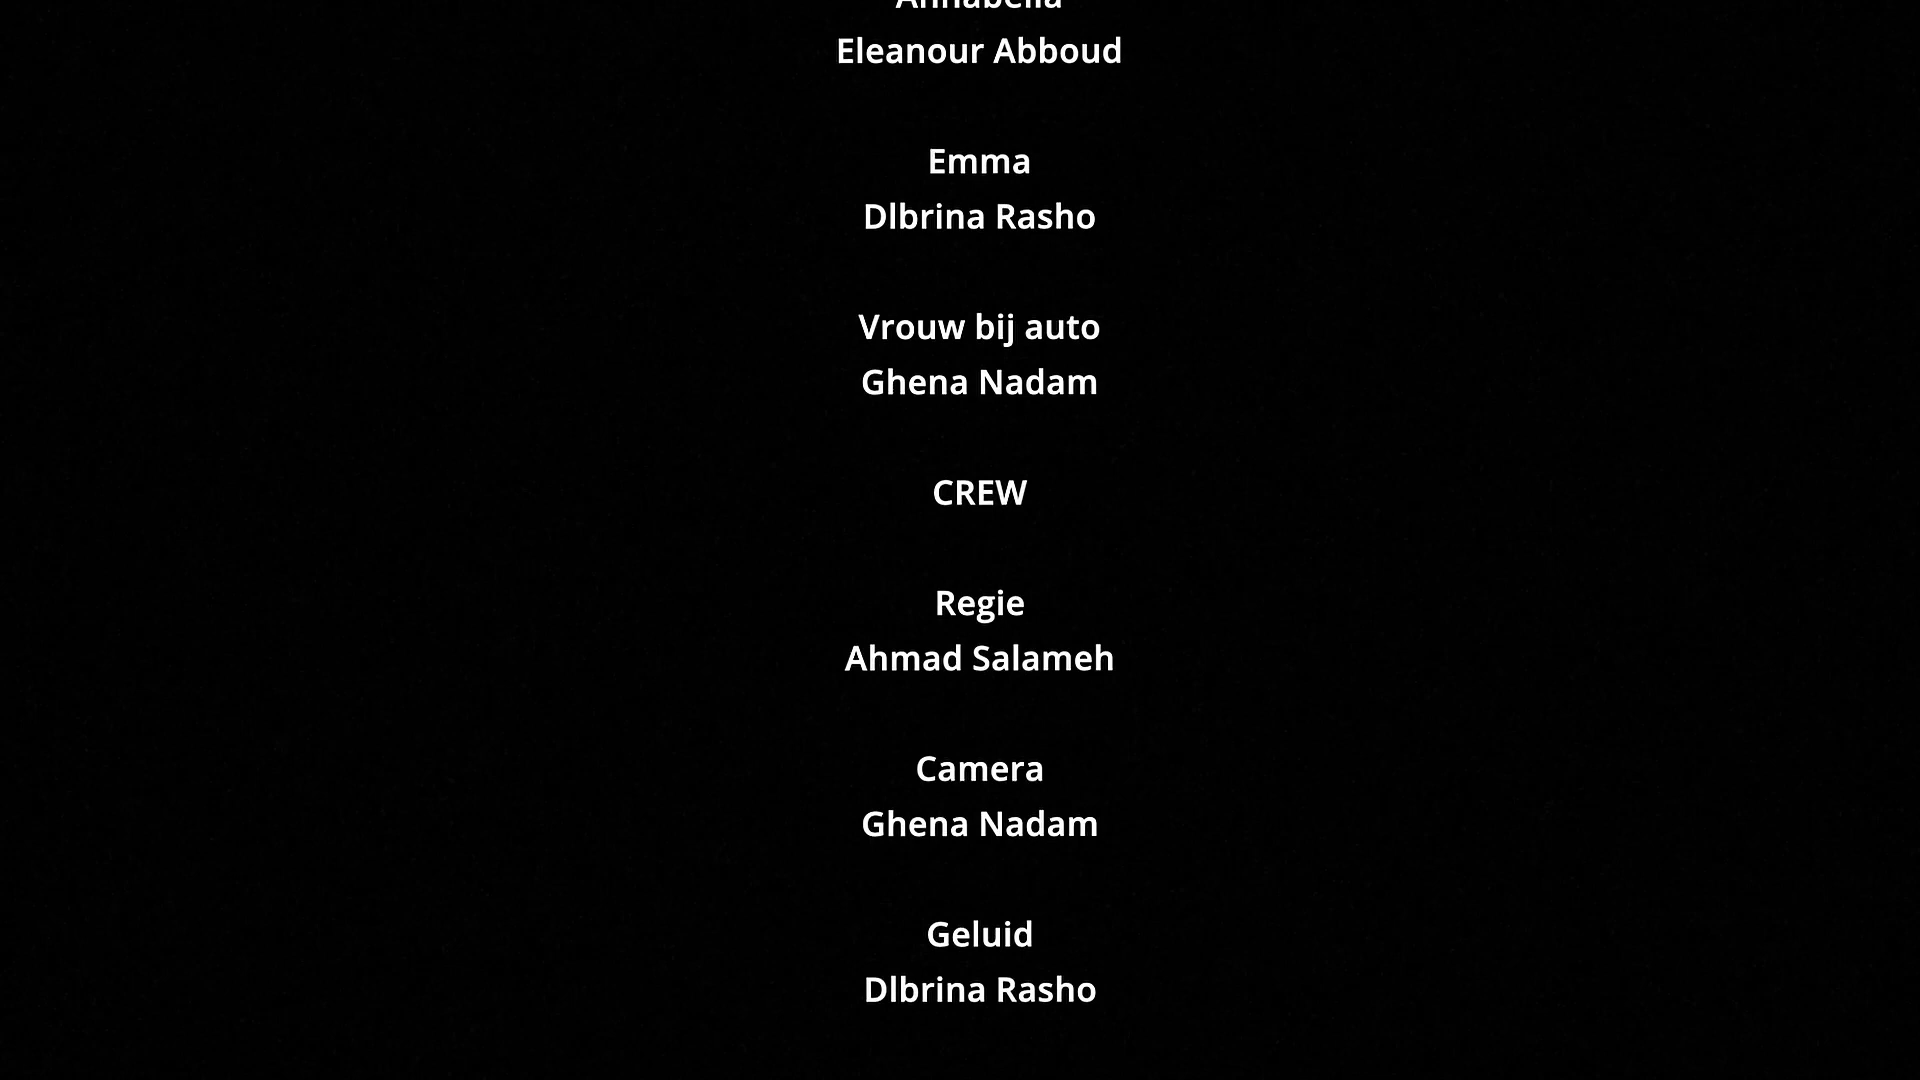 Annabella
Eleanour Abboud
Emma
Dlbrina Rasho
Vrouw bij auto
Ghena Nadam
CREW
Regie
Ahmad Salameh
Camera
Ghena Nadam
Geluid
Dlbrina Rasho